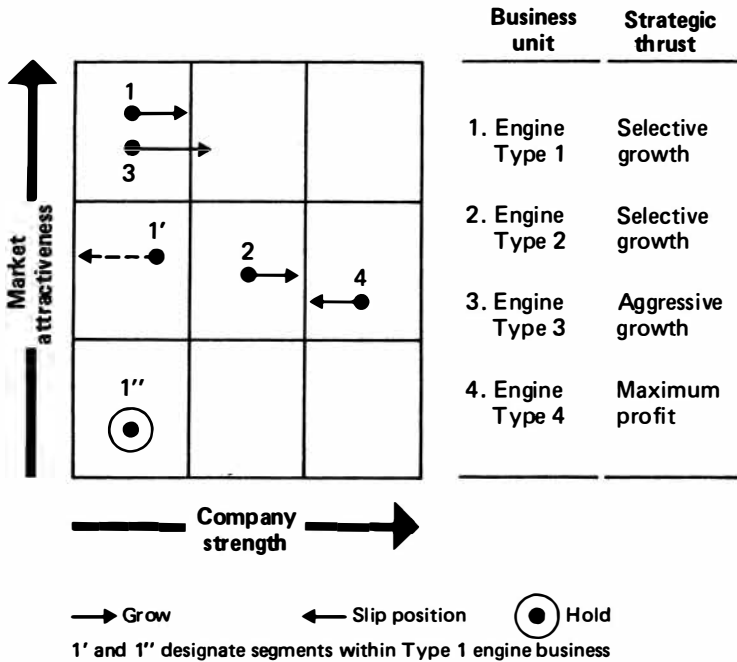 Business unit
Strategic thrust
1. Engine Type 1
Selective growth
2. Engine Type 2
Selective growth
3. Engine Type 3
Aggressive growth
4. Engine Type 4
Maximum profit
Market attractiveness
1
3
1'
2
4
1''
Company strength
Grow
Slip position
Hold
1' and 1'' designate segments within Type 1 engine business